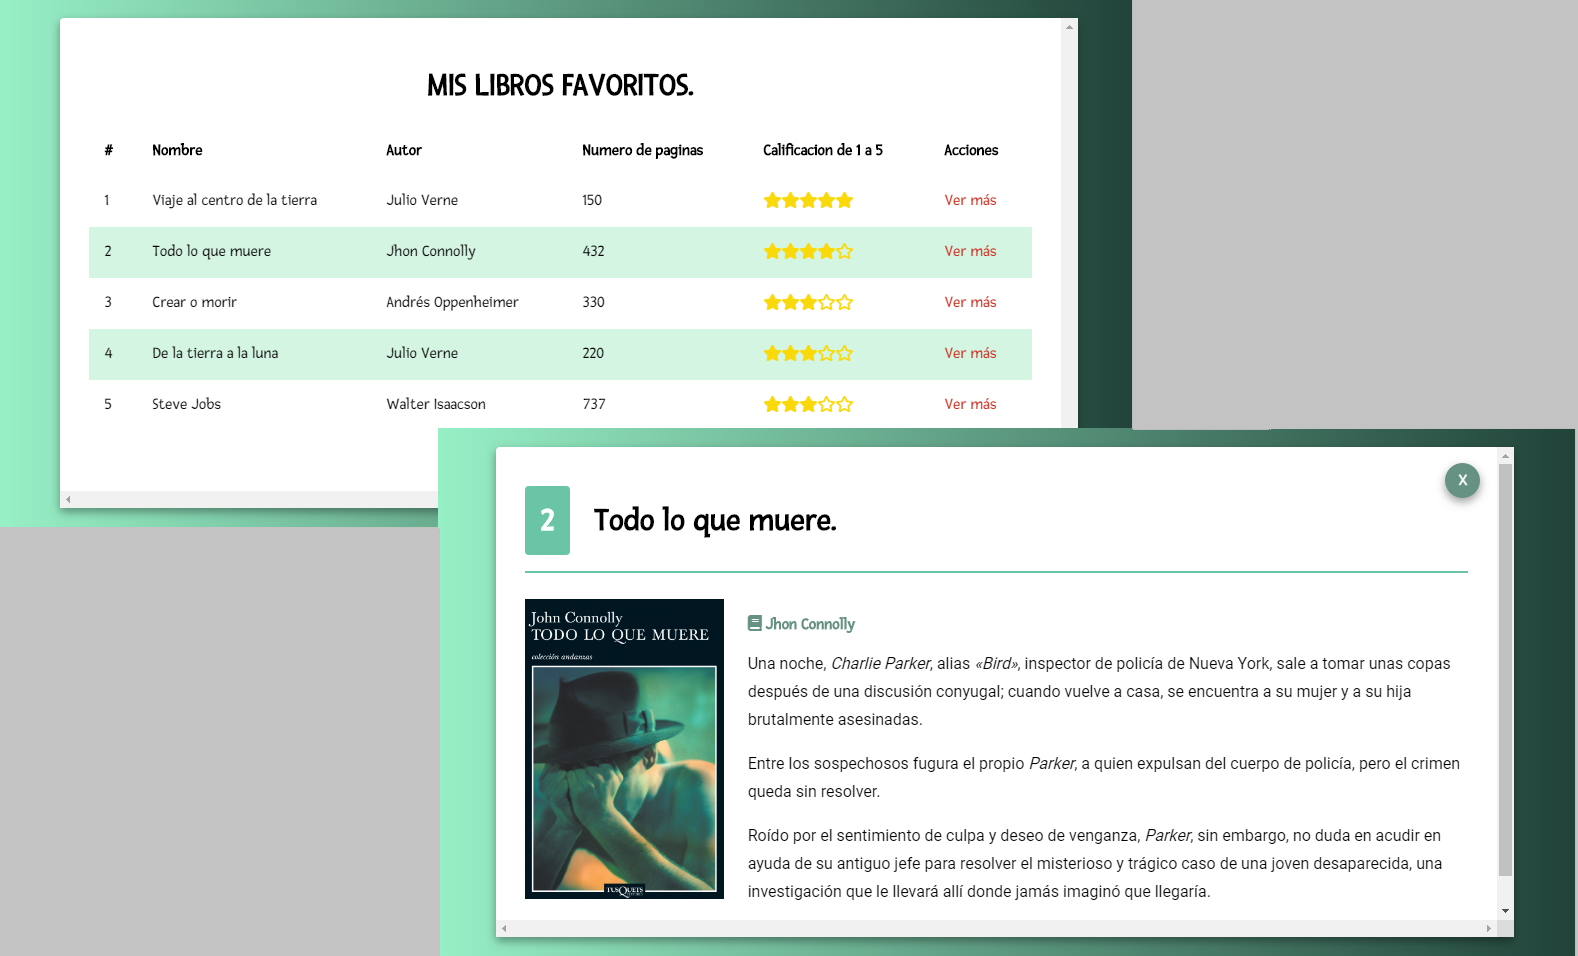 MIS LIBROS FAVORITOS.
# Nombre Autor Numero de paginas Calificacion de 1 a 5 Acciones
1 Viaje al centro de la tierra Julio Verne 150 Ver más
2 Todo lo que muere Jhon Connolly 432 Ver más
3 Crear o morir Andrés Oppenheimer 330 Ver más
4 De la tierra a la luna Julio Verne 220 Ver más
5 Steve Jobs Walter Isaacson 737 Ver más
X
2 Todo lo que muere.
John Connolly
TODO LO QUE MUERE
colección andanzas
TUSQUETS
Jhon Connolly
Una noche, Charlie Parker, alias «Bird», inspector de policía de Nueva York, sale a tomar unas copas
después de una discusión conyugal; cuando vuelve a casa, se encuentra a su mujer y a su hija
brutalmente asesinadas.
Entre los sospechosos fugura el propio Parker, a quien expulsan del cuerpo de policía, pero el crimen
queda sin resolver.
Roído por el sentimiento de culpa y deseo de venganza, Parker, sin embargo, no duda en acudir en
ayuda de su antiguo jefe para resolver el misterioso y trágico caso de una joven desaparecida, una
investigación que le llevará allí donde jamás imaginó que llegaría.